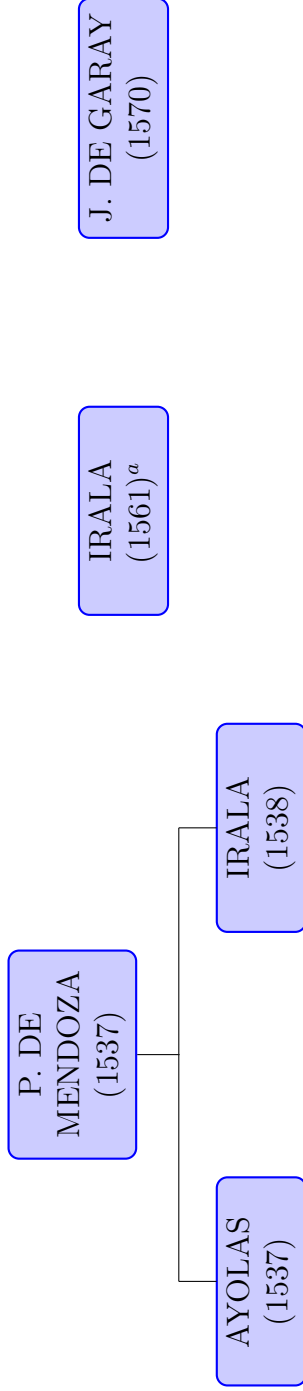 P. DE
MENDOZA
(1537)
AYOLAS
(1537)
IRALA
(1538)
IRALA
(1561)ᵃ
J. DE GARAY
(1570)